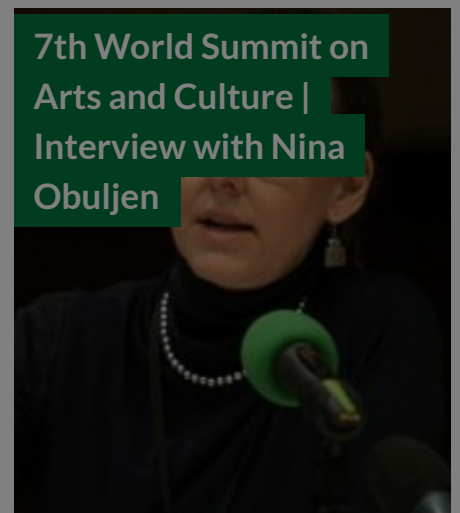 7th World Summit on
Arts and Culture |
Interview with Nina
Obuljen